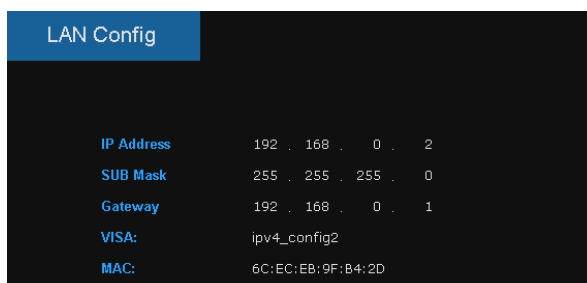 LAN Config
IP Address 192 . 168 . 0 . 2
SUB Mask 255 . 255 . 255 . 0
Gateway 192 . 168 . 0 . 1
VISA: ipv4_config2
MAC: 6C:EC:EB:9F:B4:2D